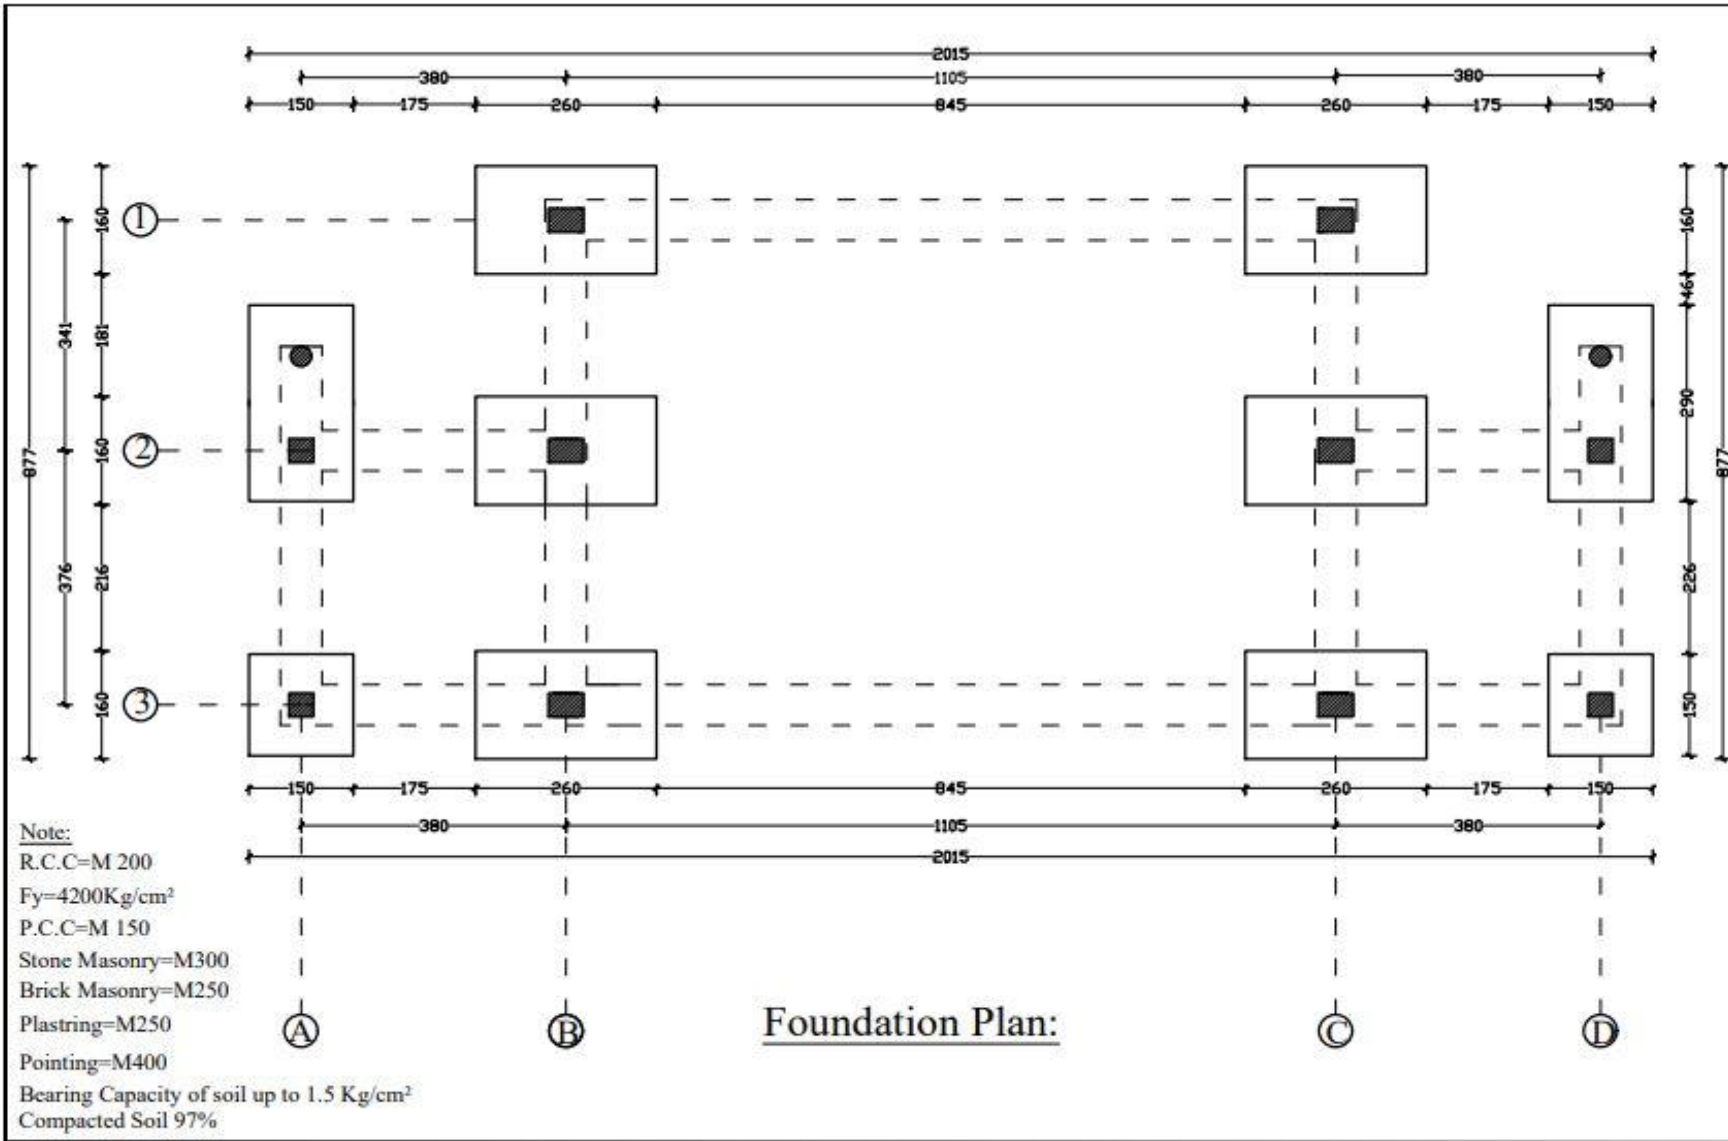 2015
380 1105 380
150 175 260 845 260 175 150
877
341
376
160
181
160
216
160
1
2
3
160
46
290
226
150
877
150 175 260 845 260 175 150
380 1105 380
2015
Note:
R.C.C=M 200
Fy=4200Kg/cm²
P.C.C=M 150
Stone Masonry=M300
Brick Masonry=M250
Plastring=M250
Pointing=M400
Bearing Capacity of soil up to 1.5 Kg/cm²
Compacted Soil 97%
A B C D
Foundation Plan: